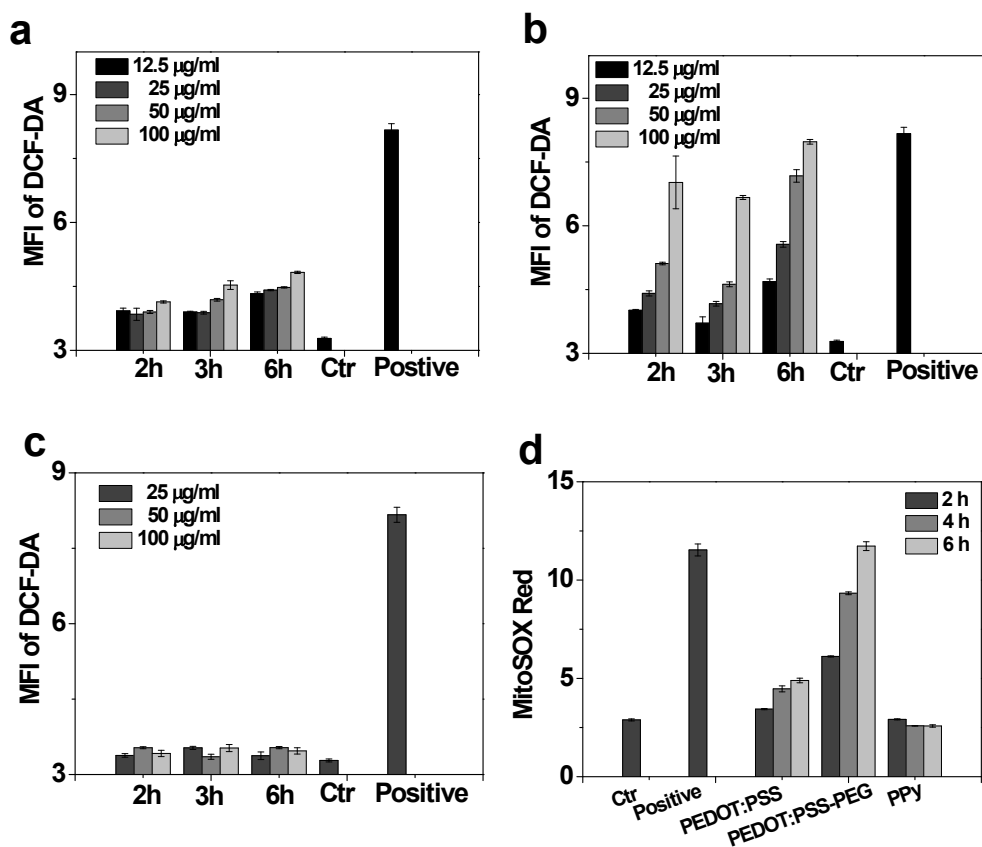 a
MFI of DCF-DA
9
6
3
12.5 μg/ml
25 μg/ml
50 μg/ml
100 μg/ml
2h 3h 6h Ctr Postive
b
MFI of DCF-DA
9
6
3
12.5 μg/ml
25 μg/ml
50 μg/ml
100 μg/ml
2h 3h 6h Ctr Positive
c
MFI of DCF-DA
9
6
3
25 μg/ml
50 μg/ml
100 μg/ml
2h 3h 6h Ctr Positive
d
MitoSOX Red
15
10
5
0
2 h
4 h
6 h
Ctr Positive PEDOT:PSS PEDOT:PSS-PEG PPy